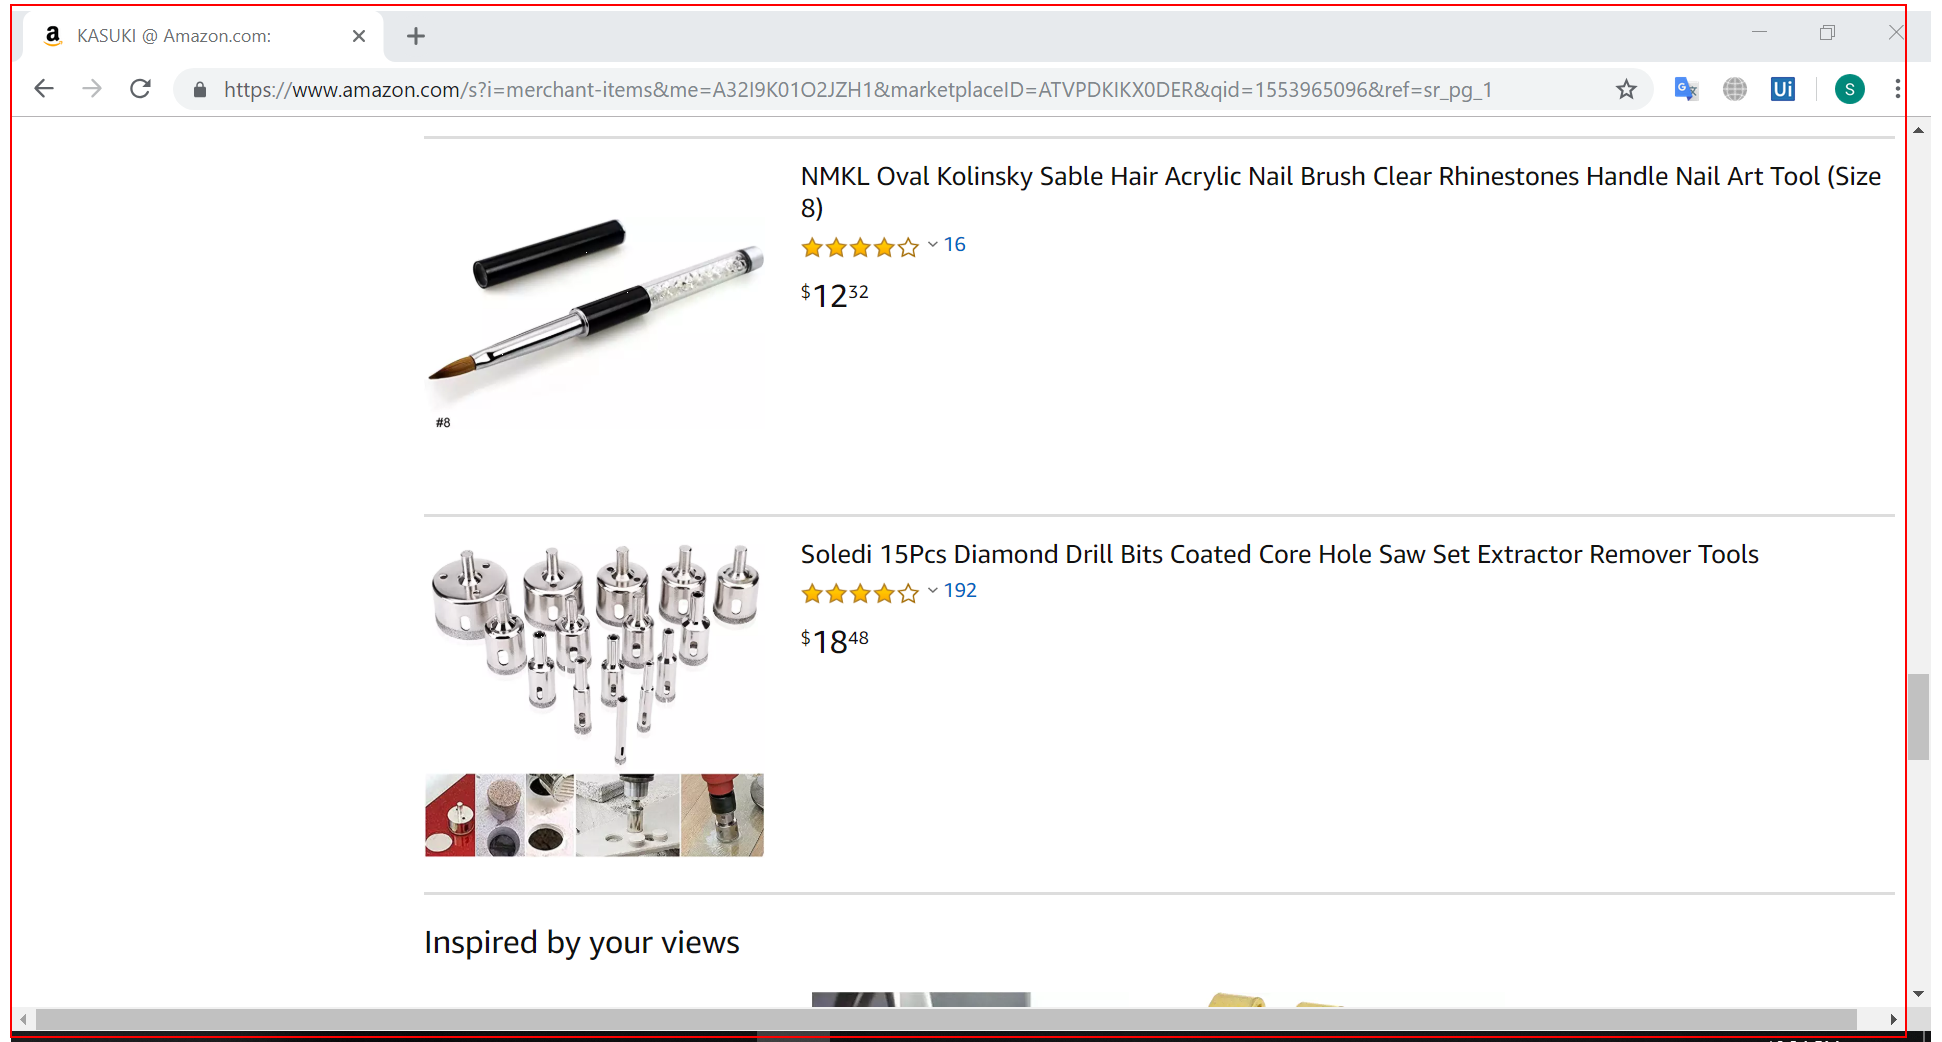 KASUKI @ Amazon.com:
https://www.amazon.com/s?i=merchant-items&me=A32I9K01O2JZH1&marketplaceID=ATVPDKIKX0DER&qid=1553965096&ref=sr_pg_1
Ui
S
NMKL Oval Kolinsky Sable Hair Acrylic Nail Brush Clear Rhinestones Handle Nail Art Tool (Size
8)
16
$12 32
#8
Soledi 15Pcs Diamond Drill Bits Coated Core Hole Saw Set Extractor Remover Tools
192
$18 48
Inspired by your views